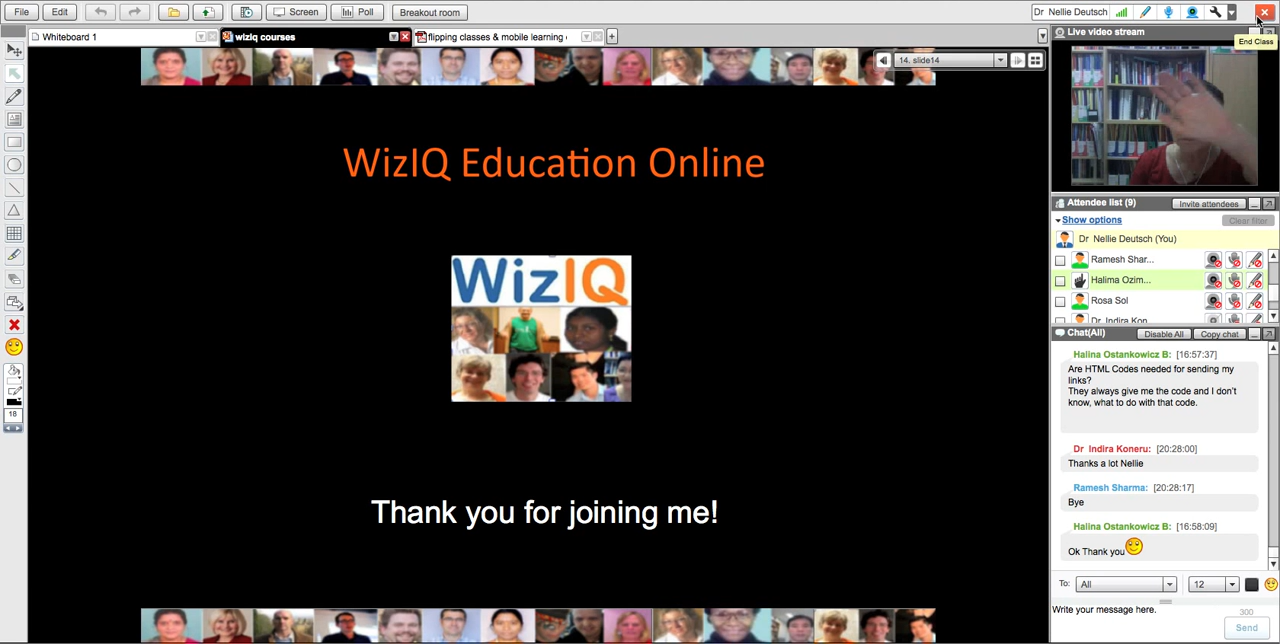 File Edit Screen Poll Breakout room Dr Nellie Deutsch
End Class
Whiteboard 1 wiziq courses flipping classes & mobile learning
14. slide14
WizIQ Education Online
WizIQ
Thank you for joining me!
18
Live video stream
Attendee list (9) Invite attendees
Show options Clear filter
Dr Nellie Deutsch (You)
Ramesh Shar...
Halima Ozim...
Rosa Sol
Dr. Indira Kon
Chat(All) Disable All Copy chat
Halina Ostankowicz B: [16:57:37]
Are HTML Codes needed for sending my
links?
They always give me the code and I don't
know, what to do with that code.
Dr Indira Koneru: [20:28:00]
Thanks a lot Nellie
Ramesh Sharma: [20:28:17]
Bye
Halina Ostankowicz B: [16:58:09]
Ok Thank you
To: All 12
Write your message here.
300
Send